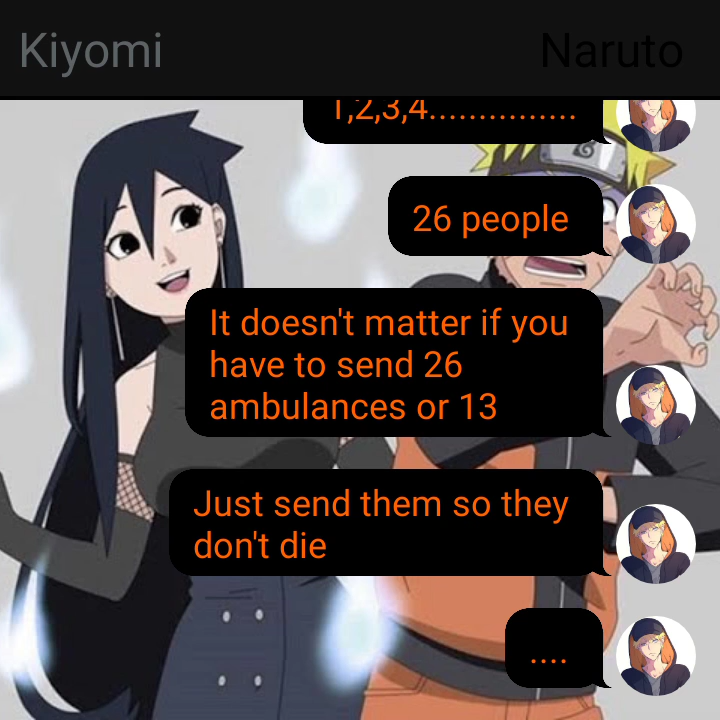 Kiyomi
Naruto
1,2,3,4...............
26 people
It doesn't matter if you
have to send 26
ambulances or 13
Just send them so they
don't die
....